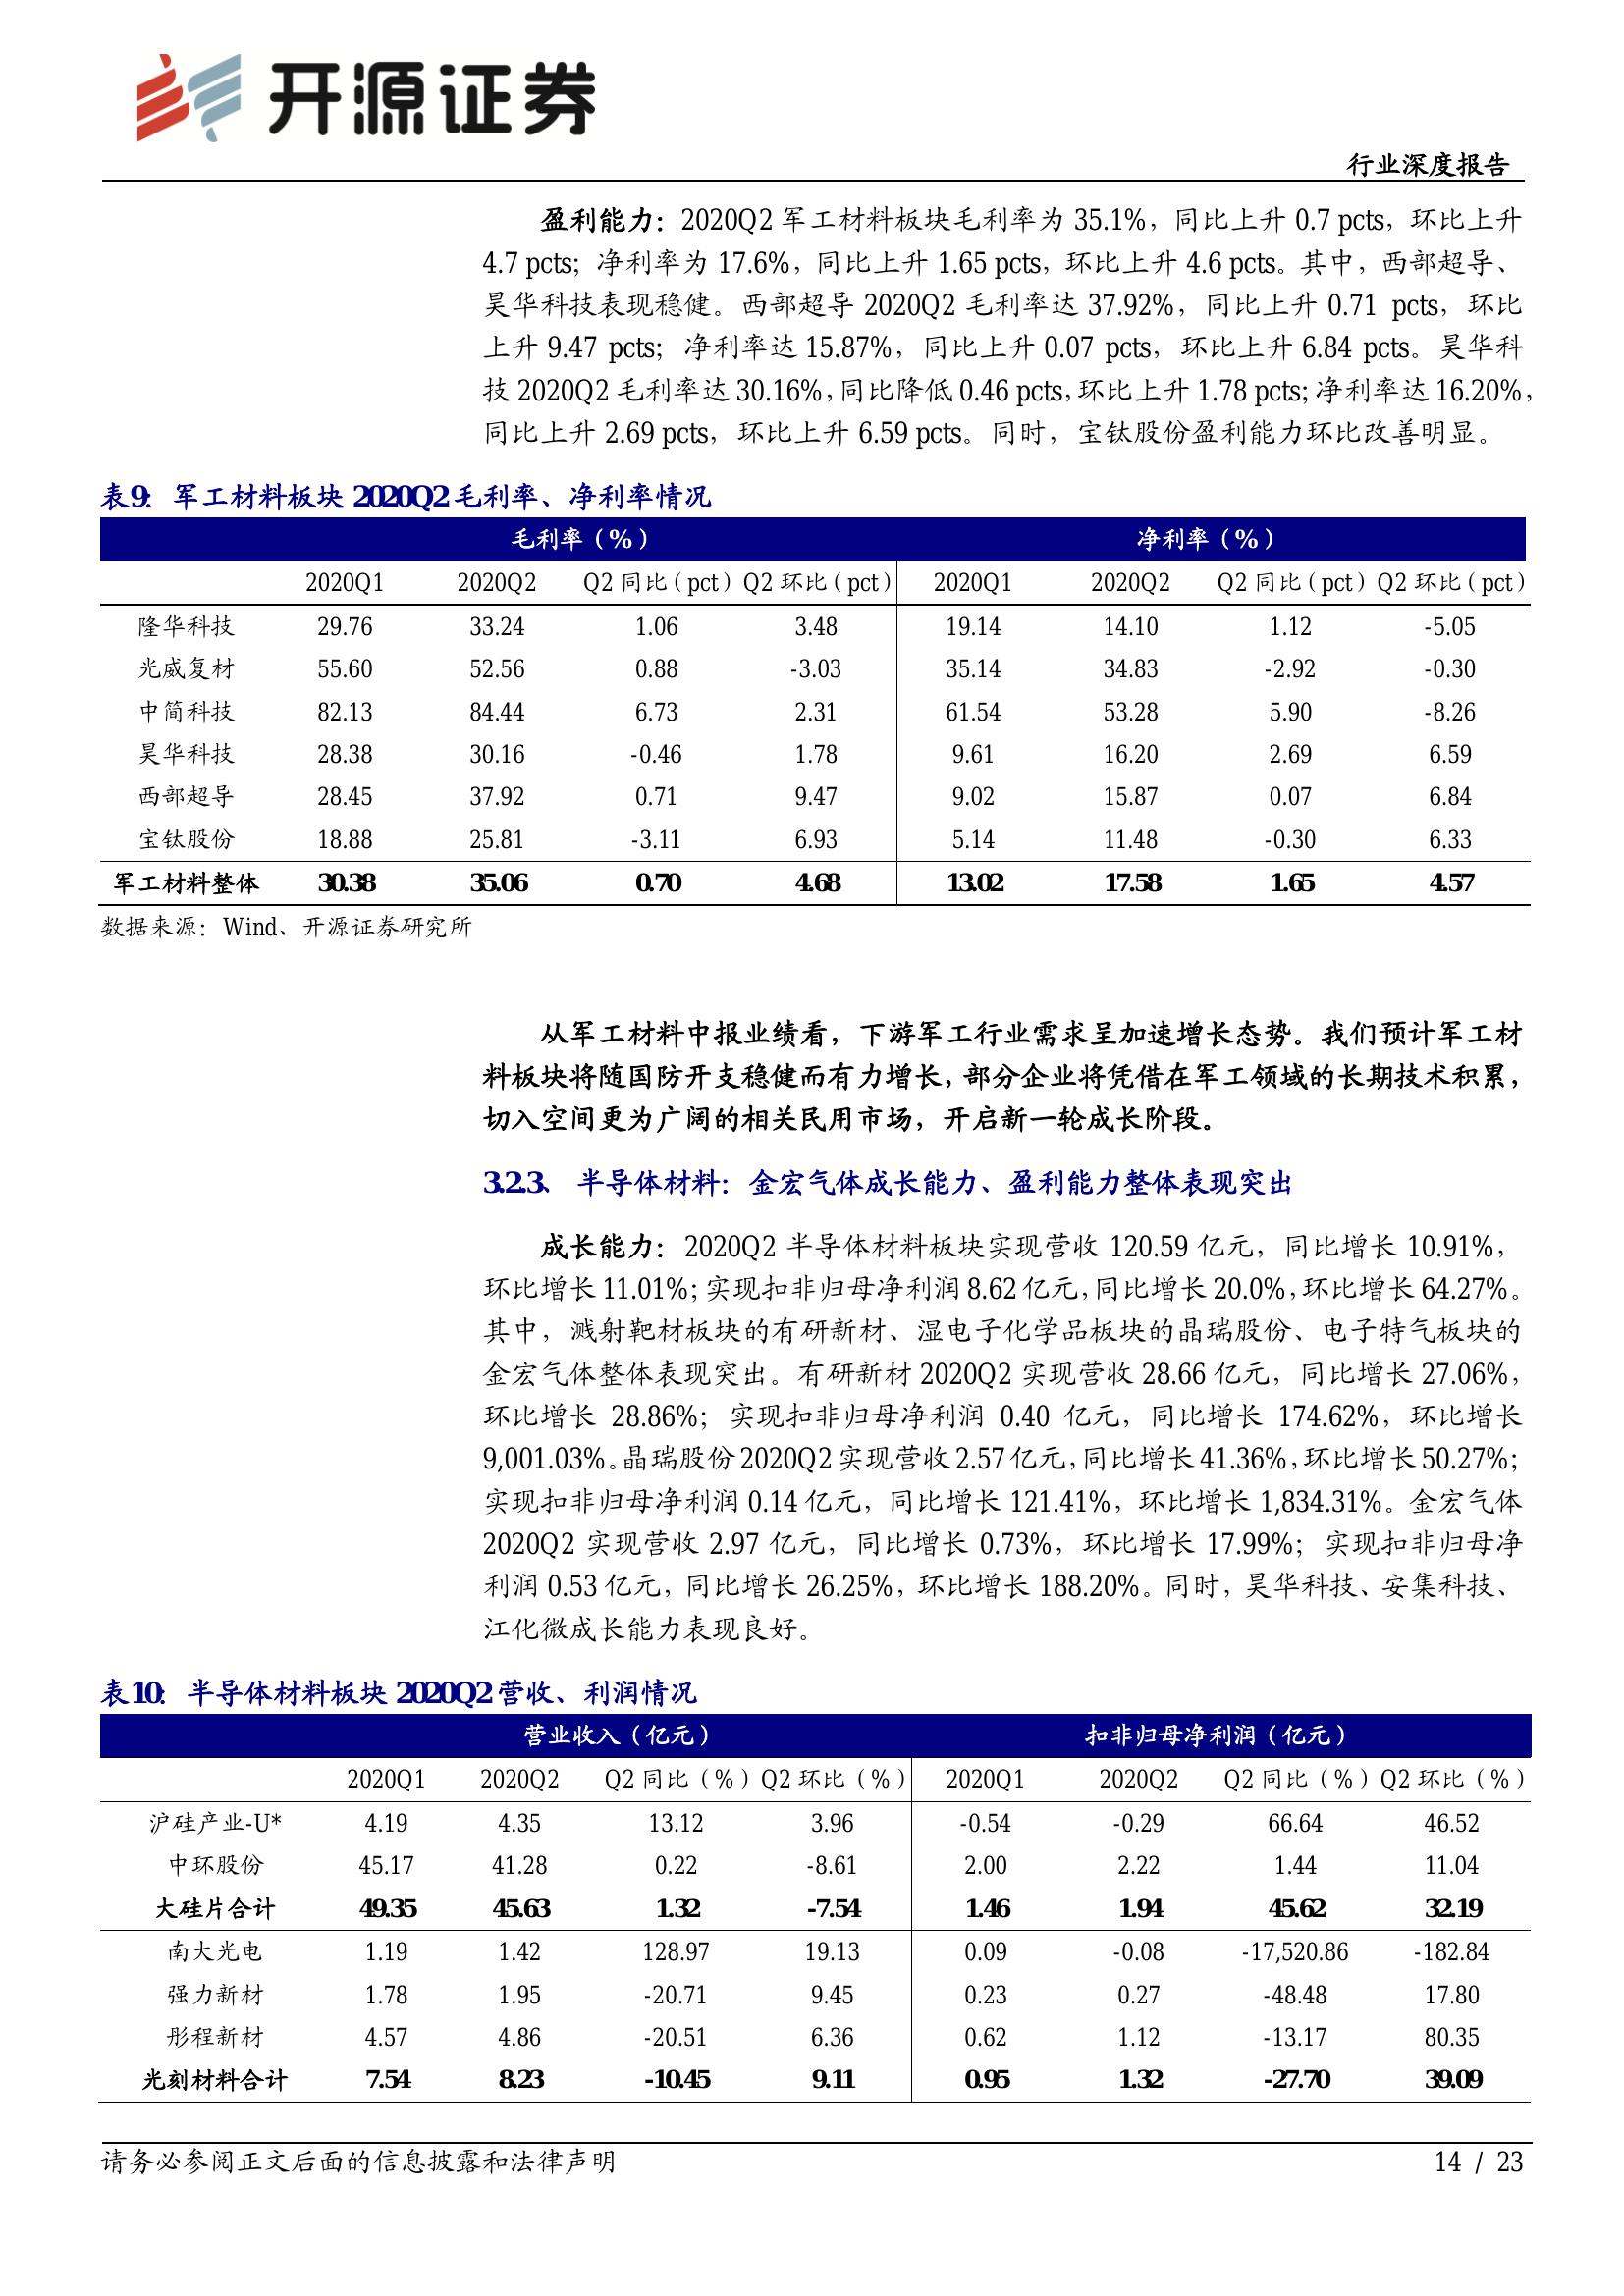 开源证券
行业深度报告
盈利能力：2020Q2 军工材料板块毛利率为 35.1%，同比上升 0.7 pcts，环比上升
4.7 pcts；净利率为 17.6%，同比上升 1.65 pcts，环比上升 4.6 pcts。其中，西部超导、
昊华科技表现稳健。西部超导 2020Q2 毛利率达 37.92%，同比上升 0.71 pcts，环比
上升 9.47 pcts；净利率达 15.87%，同比上升 0.07 pcts，环比上升 6.84 pcts。昊华科
技 2020Q2 毛利率达 30.16%，同比降低 0.46 pcts，环比上升 1.78 pcts；净利率达 16.20%，
同比上升 2.69 pcts，环比上升 6.59 pcts。同时，宝钛股份盈利能力环比改善明显。
表9：军工材料板块 2020Q2 毛利率、净利率情况
毛利率（%） 净利率（%）
2020Q1 2020Q2 Q2 同比（pct） Q2 环比（pct） 2020Q1 2020Q2 Q2 同比（pct） Q2 环比（pct）
隆华科技 29.76 33.24 1.06 3.48 19.14 14.10 1.12 -5.05
光威复材 55.60 52.56 0.88 -3.03 35.14 34.83 -2.92 -0.30
中简科技 82.13 84.44 6.73 2.31 61.54 53.28 5.90 -8.26
昊华科技 28.38 30.16 -0.46 1.78 9.61 16.20 2.69 6.59
西部超导 28.45 37.92 0.71 9.47 9.02 15.87 0.07 6.84
宝钛股份 18.88 25.81 -3.11 6.93 5.14 11.48 -0.30 6.33
军工材料整体 30.38 35.06 0.70 4.68 13.02 17.58 1.65 4.57
数据来源：Wind、开源证券研究所
从军工材料中报业绩看，下游军工行业需求呈加速增长态势。我们预计军工材
料板块将随国防开支稳健而有力增长，部分企业将凭借在军工领域的长期技术积累，
切入空间更为广阔的相关民用市场，开启新一轮成长阶段。
3.2.3、 半导体材料：金宏气体成长能力、盈利能力整体表现突出
成长能力：2020Q2 半导体材料板块实现营收 120.59 亿元，同比增长 10.91%，
环比增长 11.01%；实现扣非归母净利润 8.62 亿元，同比增长 20.0%，环比增长 64.27%。
其中，溅射靶材板块的有研新材、湿电子化学品板块的晶瑞股份、电子特气板块的
金宏气体整体表现突出。有研新材 2020Q2 实现营收 28.66 亿元，同比增长 27.06%，
环比增长 28.86%；实现扣非归母净利润 0.40 亿元，同比增长 174.62%，环比增长
9,001.03%。晶瑞股份 2020Q2 实现营收 2.57 亿元，同比增长 41.36%，环比增长 50.27%；
实现扣非归母净利润 0.14 亿元，同比增长 121.41%，环比增长 1,834.31%。金宏气体
2020Q2 实现营收 2.97 亿元，同比增长 0.73%，环比增长 17.99%；实现扣非归母净
利润 0.53 亿元，同比增长 26.25%，环比增长 188.20%。同时，昊华科技、安集科技、
江化微成长能力表现良好。
表10：半导体材料板块 2020Q2 营收、利润情况
营业收入（亿元） 扣非归母净利润（亿元）
2020Q1 2020Q2 Q2 同比（%） Q2 环比（%） 2020Q1 2020Q2 Q2 同比（%） Q2 环比（%）
沪硅产业-U* 4.19 4.35 13.12 3.96 -0.54 -0.29 66.64 46.52
中环股份 45.17 41.28 0.22 -8.61 2.00 2.22 1.44 11.04
大硅片合计 49.35 45.63 1.32 -7.54 1.46 1.94 45.62 32.19
南大光电 1.19 1.42 128.97 19.13 0.09 -0.08 -17,520.86 -182.84
强力新材 1.78 1.95 -20.71 9.45 0.23 0.27 -48.48 17.80
彤程新材 4.57 4.86 -20.51 6.36 0.62 1.12 -13.17 80.35
光刻材料合计 7.54 8.23 -10.45 9.11 0.95 1.32 -27.70 39.09
请务必参阅正文后面的信息披露和法律声明 14 / 23